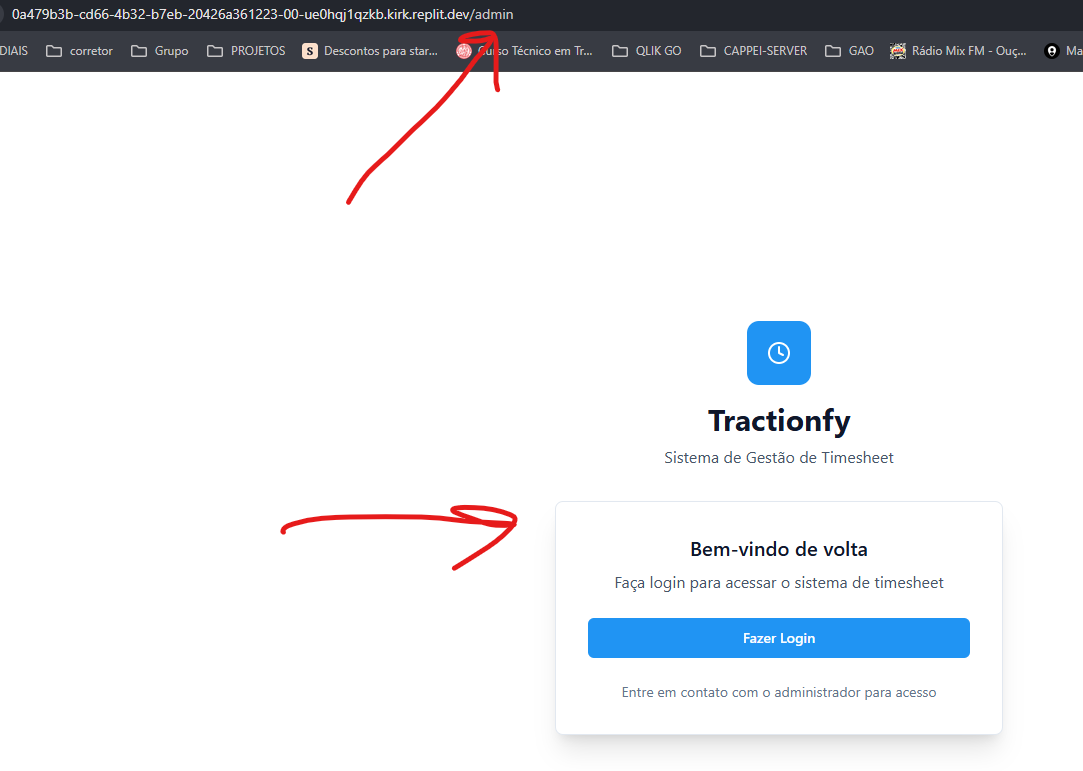 0a479b3b-cd66-4b32-b7eb-20426a361223-00-ue0hqj1qzkb.kirk.replit.dev/admin
DIAIS corretor Grupo PROJETOS S Descontos para star... Técnico em Tr... QLIK GO CAPPEI-SERVER GAO Rádio Mix FM - Ouç... Ma
Tractionfy
Sistema de Gestão de Timesheet
Bem-vindo de volta
Faça login para acessar o sistema de timesheet
Fazer Login
Entre em contato com o administrador para acesso